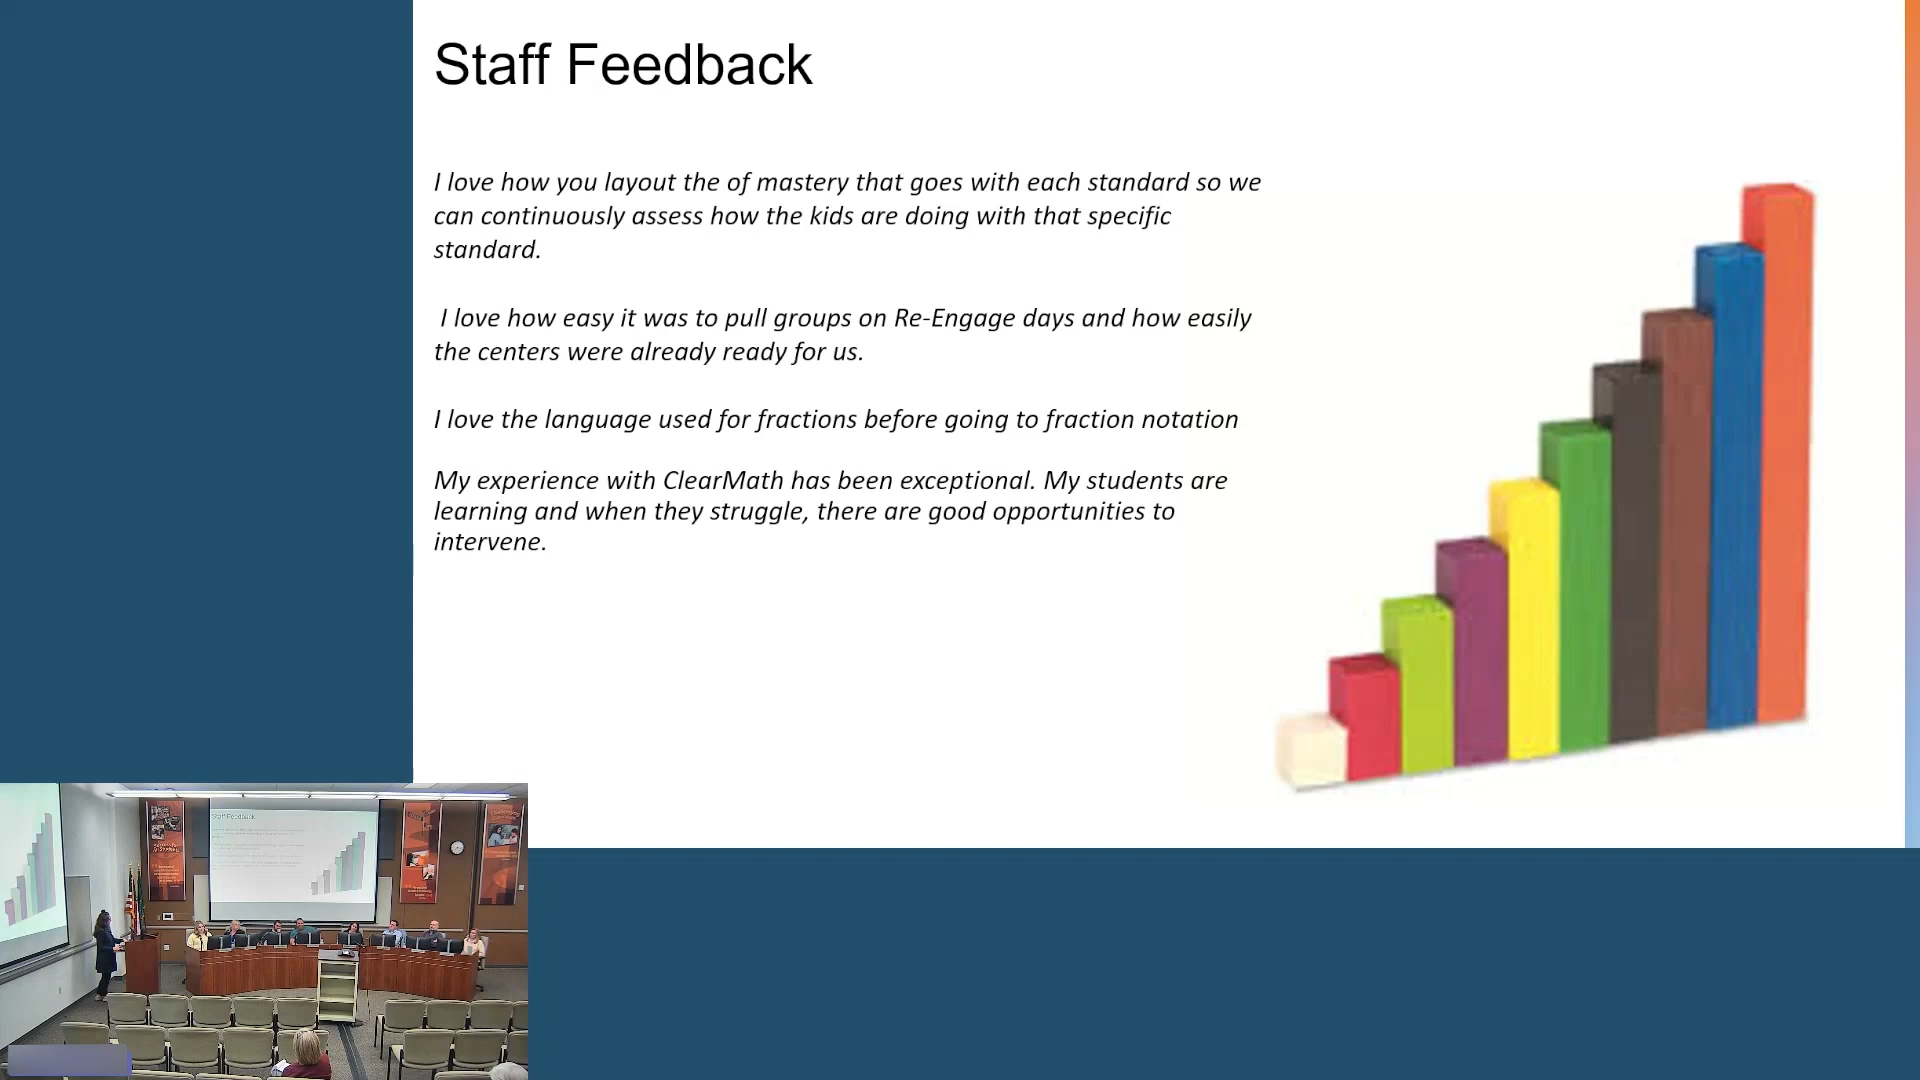 Staff Feedback
I love how you layout the of mastery that goes with each standard so we
can continuously assess how the kids are doing with that specific
standard.
I love how easy it was to pull groups on Re-Engage days and how easily
the centers were already ready for us.
I love the language used for fractions before going to fraction notation
My experience with ClearMath has been exceptional. My students are
learning and when they struggle, there are good opportunities to
intervene.
Staff Feedback